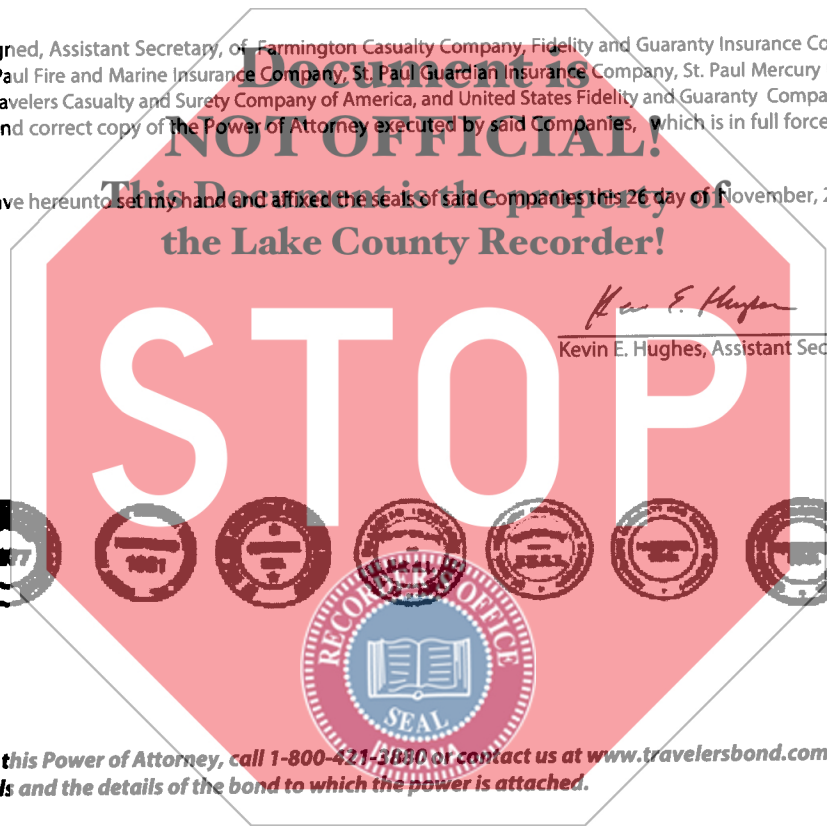 gned, Assistant Secretary, of Farmington Casualty Company, Fidelity and Guaranty Insurance Co
Document is
Paul Fire and Marine Insurance Company, St. Paul Guardian Insurance Company, St. Paul Mercury
avelers Casualty and Surety Company of America, and United States Fidelity and Guaranty Compa
nd correct copy of the Power of Attorney executed by said Companies, which is in full force
NOT OFFICIAL!
ve hereunto set my hand and affixed the seals of said Companies this 26 day of November, 2
This Document is the property of
the Lake County Recorder!
Kevin E. Hughes, Assistant Sec
STOP
1981
SEAL
RECORDER'S OFFICE
SEAL
this Power of Attorney, call 1-800-421-3880 or contact us at www.travelersbond.com
ls and the details of the bond to which the power is attached.